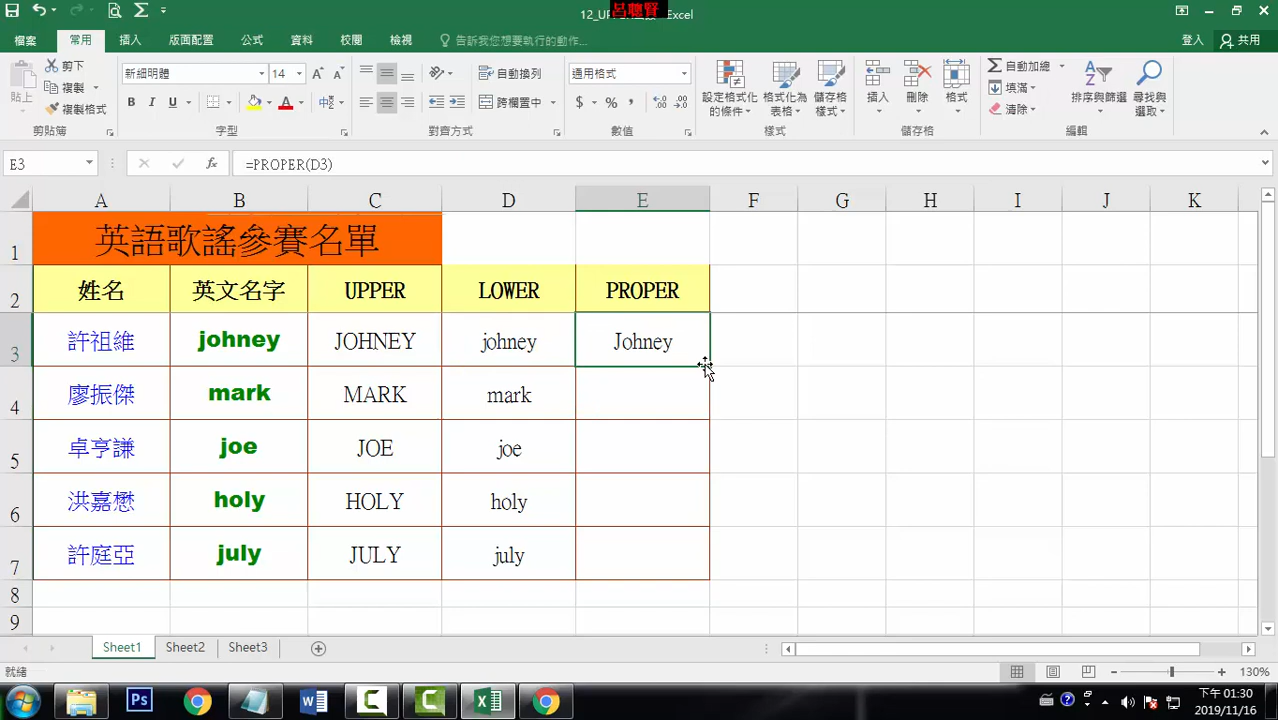 12_UP
呂聰賢
Excel
檔案 常用 插入 版面配置 公式 資料 校閱 檢視 告訴我您想要執行的動作... 登入 共用
貼上 剪下 複製 複製格式 剪貼簿
新細明體 14 B I U A 中 字型
自動換列 跨欄置中 對齊方式
通用格式 $ % , 數值
設定格式化的條件 格式化為表格 儲存格樣式 樣式
插入 刪除 格式 儲存格
自動加總 填滿 清除 排序與篩選 尋找與選取 編輯
E3 fx =PROPER(D3)
A B C D E F G H I J K
1 英語歌謠參賽名單
2 姓名 英文名字 UPPER LOWER PROPER
3 許祖維 johney JOHNEY johney Johney
4 廖振傑 mark MARK mark
5 卓亨謙 joe JOE joe
6 洪嘉懋 holy HOLY holy
7 許庭亞 july JULY july
8
9
Sheet1 Sheet2 Sheet3
就緒 130%
下午 01:30
2019/11/16